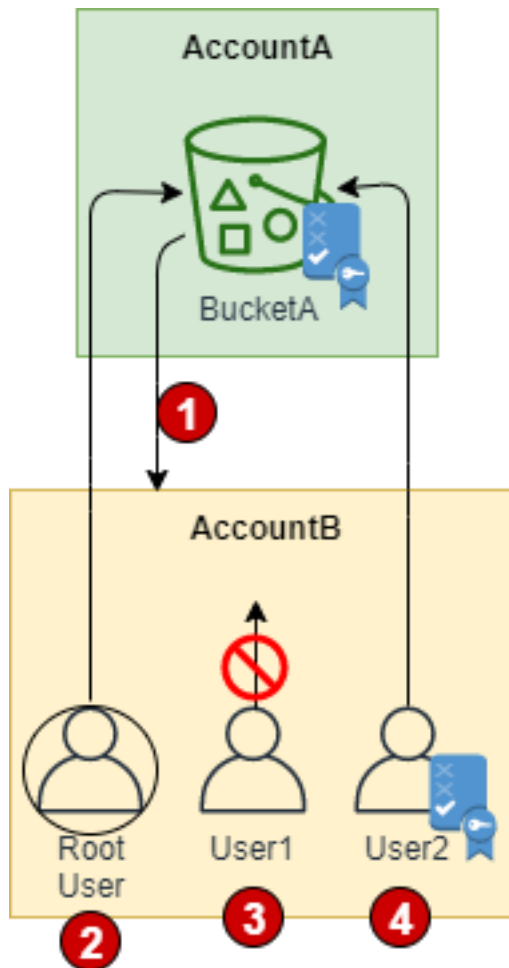 AccountA
BucketA
1
AccountB
Root
User
User1
User2
2
3
4